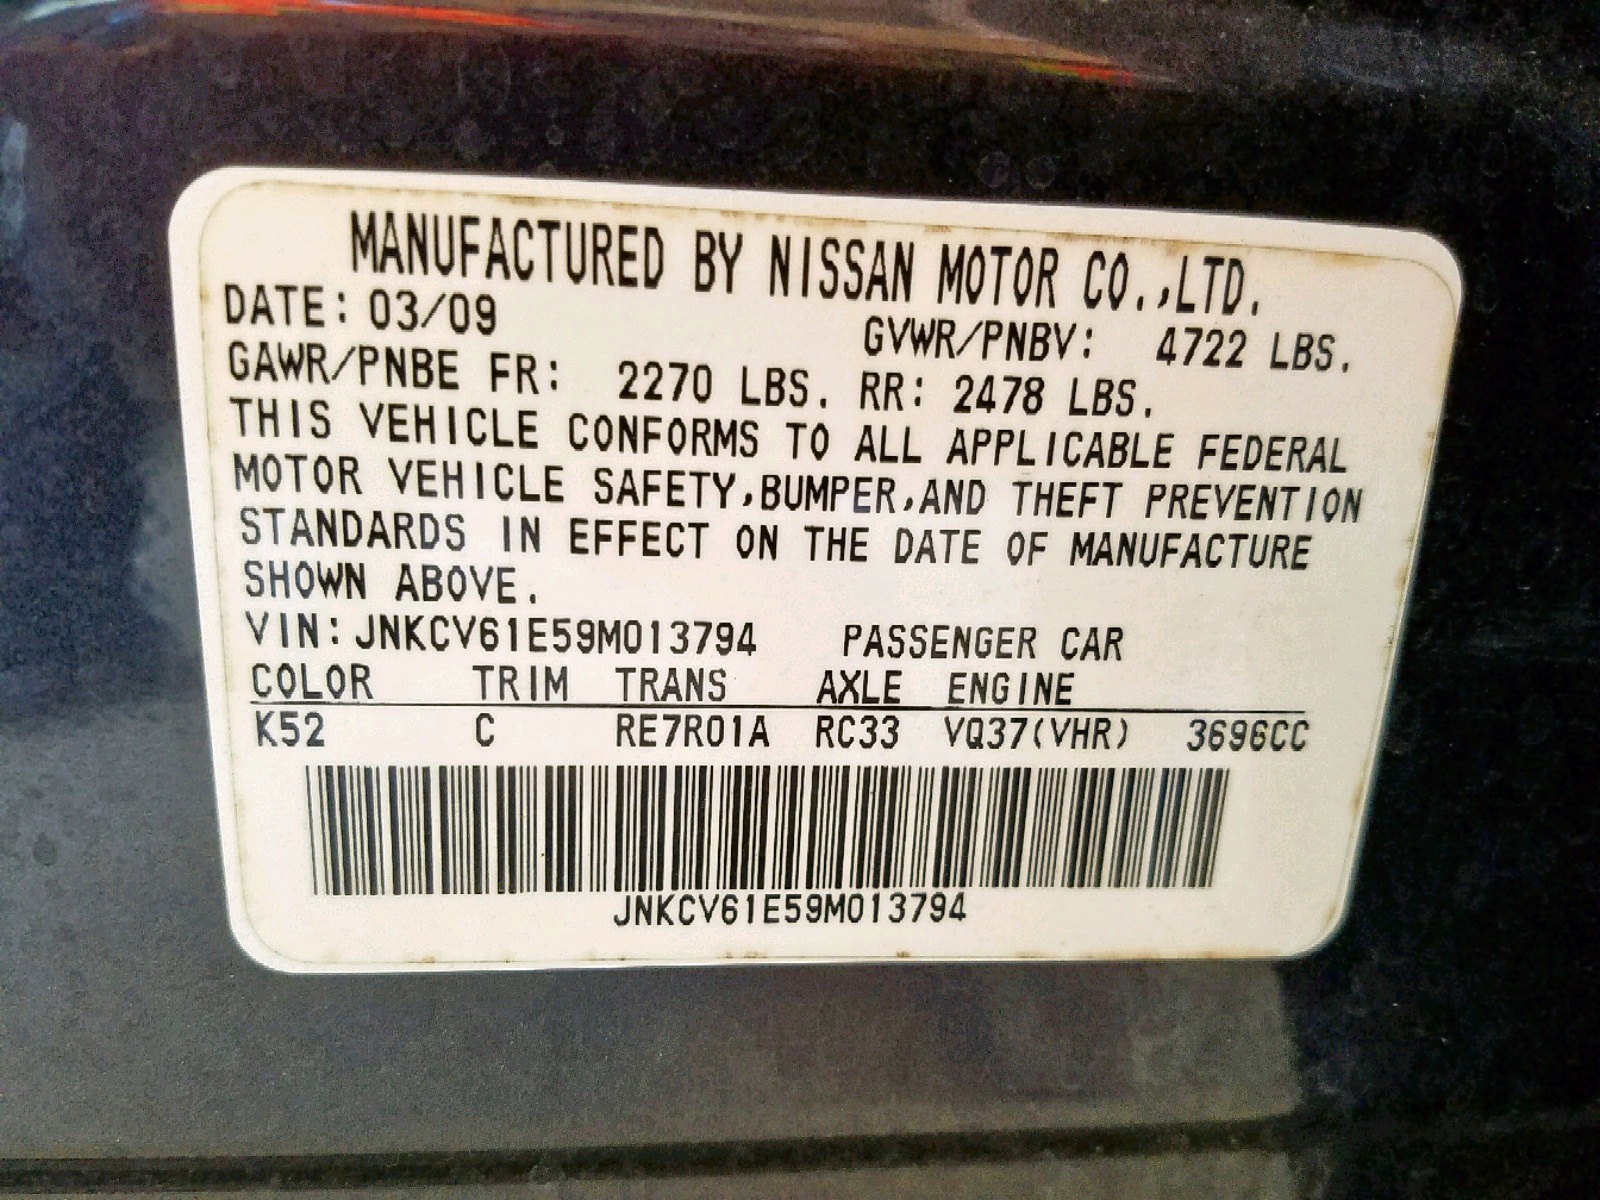 MANUFACTURED BY NISSAN MOTOR CO.,LTD.
DATE: 03/09 GVWR/PNBV: 4722 LBS.
GAWR/PNBE FR: 2270 LBS. RR: 2478 LBS.
THIS VEHICLE CONFORMS TO ALL APPLICABLE FEDERAL
MOTOR VEHICLE SAFETY,BUMPER,AND THEFT PREVENTION
STANDARDS IN EFFECT ON THE DATE OF MANUFACTURE
SHOWN ABOVE.
VIN:JNKCV61E59M013794 PASSENGER CAR
COLOR TRIM TRANS AXLE ENGINE
K52 C RE7R01A RC33 VQ37(VHR) 3696CC
JNKCV61E59M013794